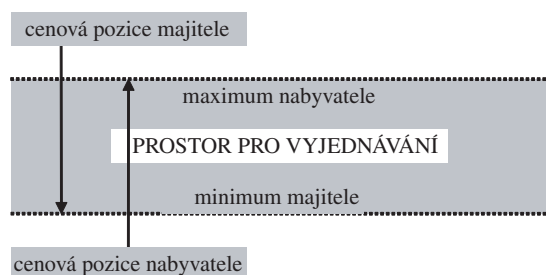 cenová pozice majitele
maximum nabyvatele
PROSTOR PRO VYJEDNÁVÁNÍ
minimum majitele
cenová pozice nabyvatele